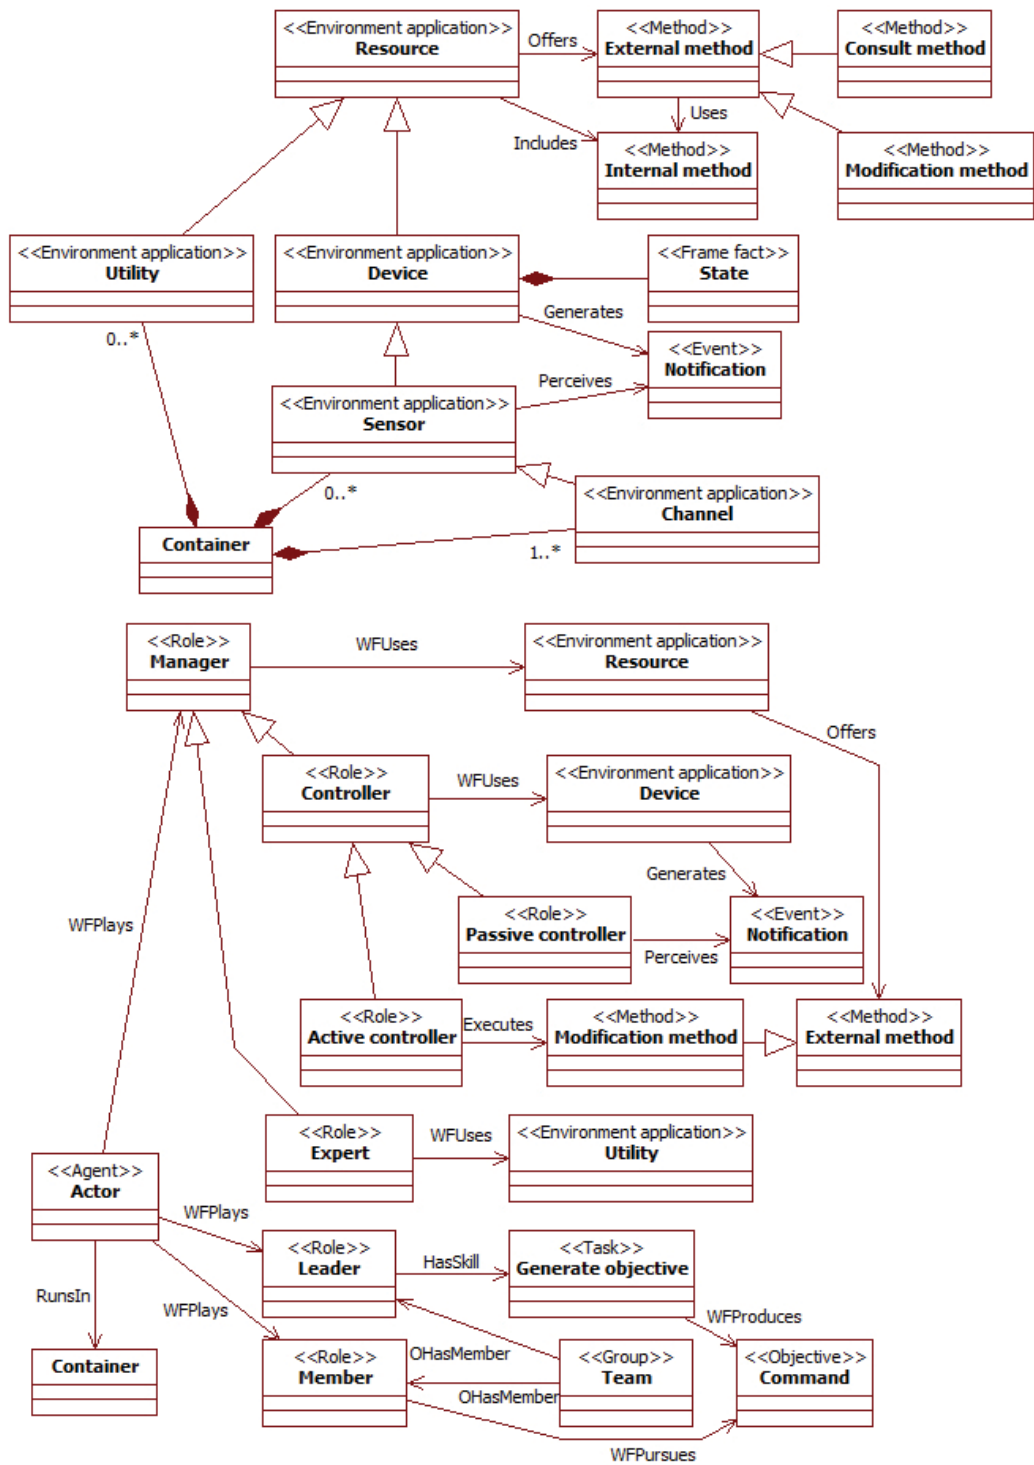 <<Environment application>>
Resource
Offers
<<Method>>
External method
<<Method>>
Consult method
Includes
Uses
<<Method>>
Internal method
<<Method>>
Modification method
<<Environment application>>
Utility
<<Environment application>>
Device
<<Frame fact>>
State
0..*
Generates
<<Event>>
Notification
Perceives
<<Environment application>>
Sensor
0..*
<<Environment application>>
Channel
Container
1..*
<<Role>>
Manager
WFUses
<<Environment application>>
Resource
Offers
<<Role>>
Controller
WFUses
<<Environment application>>
Device
Generates
WFPlays
<<Role>>
Passive controller
Perceives
<<Event>>
Notification
<<Role>>
Active controller
Executes
<<Method>>
Modification method
<<Method>>
External method
<<Role>>
Expert
WFUses
<<Environment application>>
Utility
<<Agent>>
Actor
WFPlays
<<Role>>
Leader
HasSkill
<<Task>>
Generate objective
RunsIn
WFPlays
WFProduces
Container
<<Role>>
Member
OHasMember
OHasMember
<<Group>>
Team
<<Objective>>
Command
WFPursues